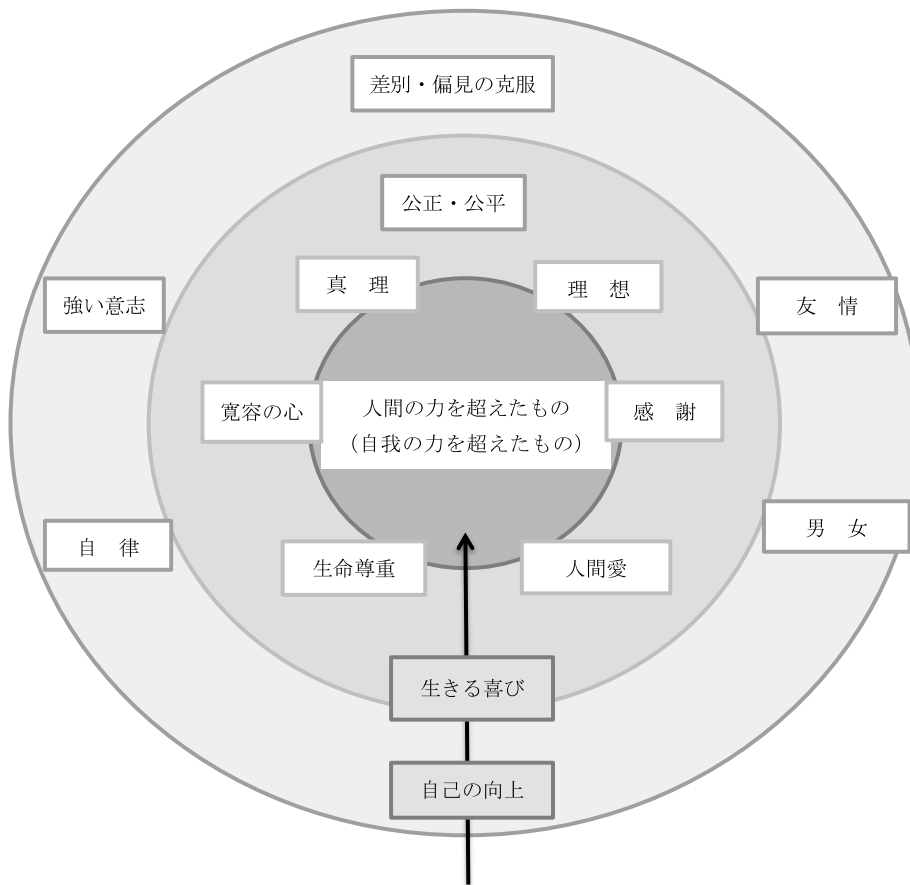 差別・偏見の克服
公正・公平
真　理
理　想
強い意志
友　情
寛容の心
人間の力を超えたもの
（自我の力を超えたもの）
感　謝
自　律
男　女
生命尊重
人間愛
生きる喜び
自己の向上